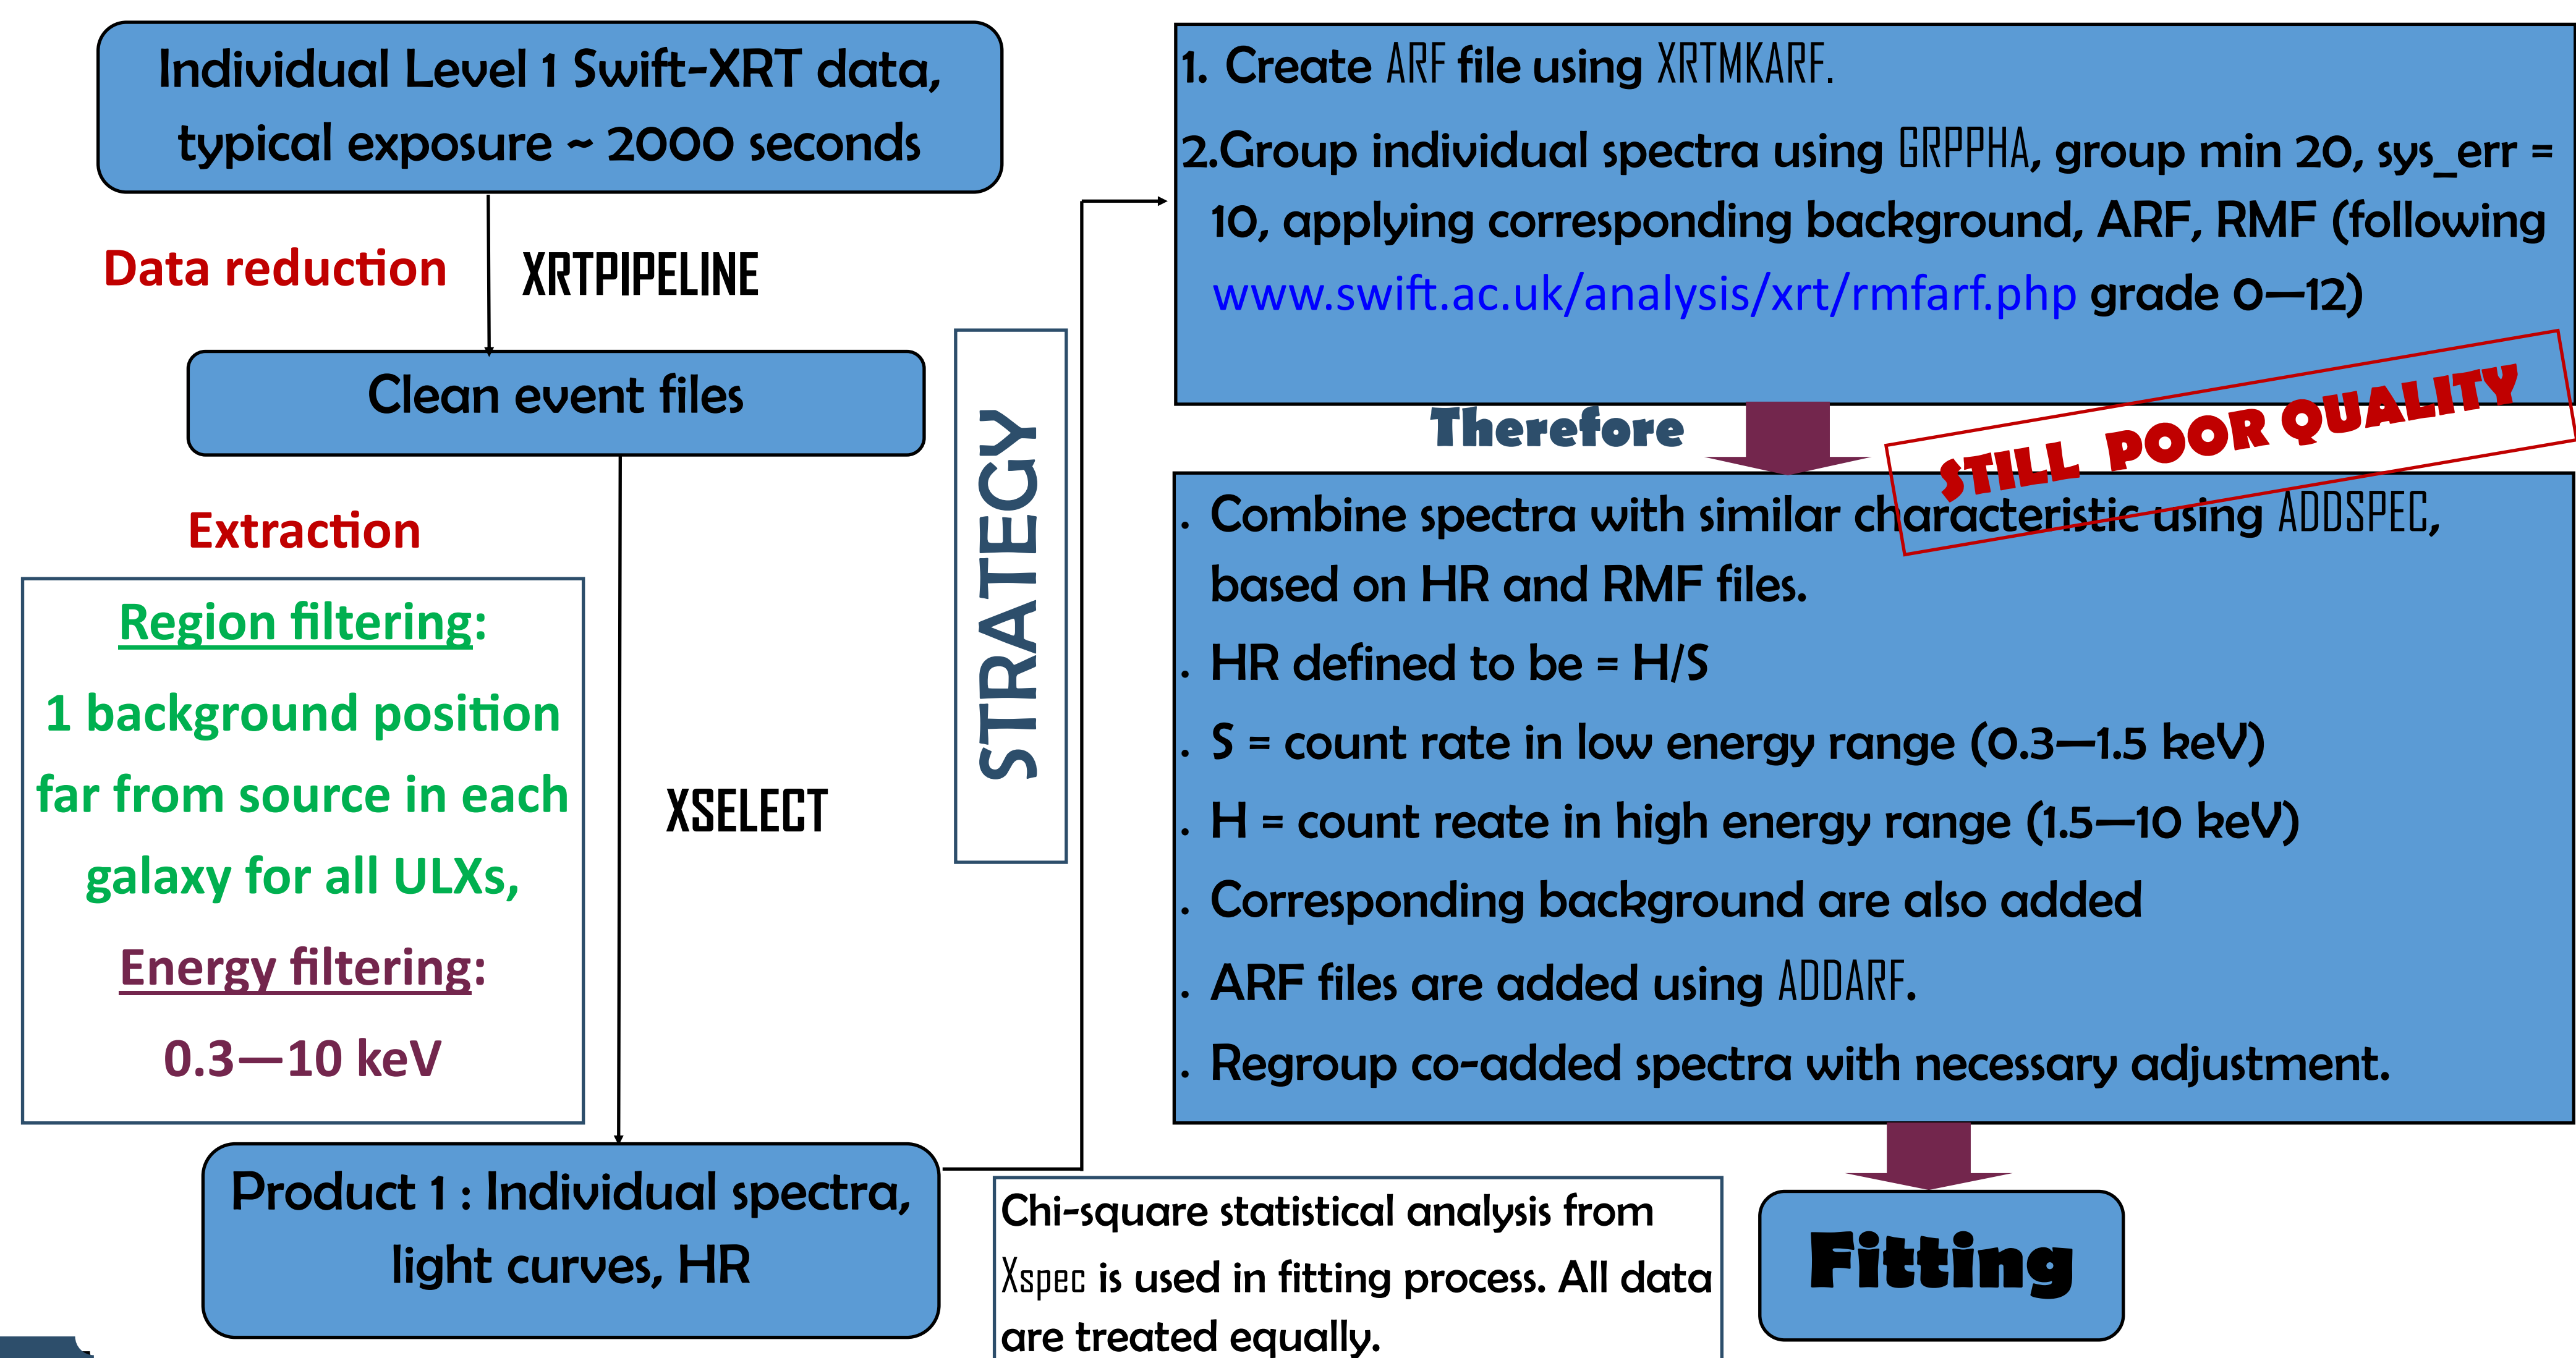 Individual Level 1 Swift-XRT data,
typical exposure ~ 2000 seconds
Data reduction
XRTPIPELINE
Clean event files
Extraction
Region filtering:
1 background position
far from source in each
galaxy for all ULXs,
Energy filtering:
0.3—10 keV
XSELECT
Product 1 : Individual spectra,
light curves, HR
STRATEGY
1. Create ARF file using XRTMKARF.
2.Group individual spectra using GRPPHA, group min 20, sys_err =
10, applying corresponding background, ARF, RMF (following
www.swift.ac.uk/analysis/xrt/rmfarf.php grade 0—12)
Therefore
STILL POOR QUALITY
. Combine spectra with similar characteristic using ADDSPEC,
based on HR and RMF files.
. HR defined to be = H/S
. S = count rate in low energy range (0.3—1.5 keV)
. H = count reate in high energy range (1.5—10 keV)
. Corresponding background are also added
. ARF files are added using ADDARF.
. Regroup co-added spectra with necessary adjustment.
Chi-square statistical analysis from
Xspec is used in fitting process. All data
are treated equally.
Fitting